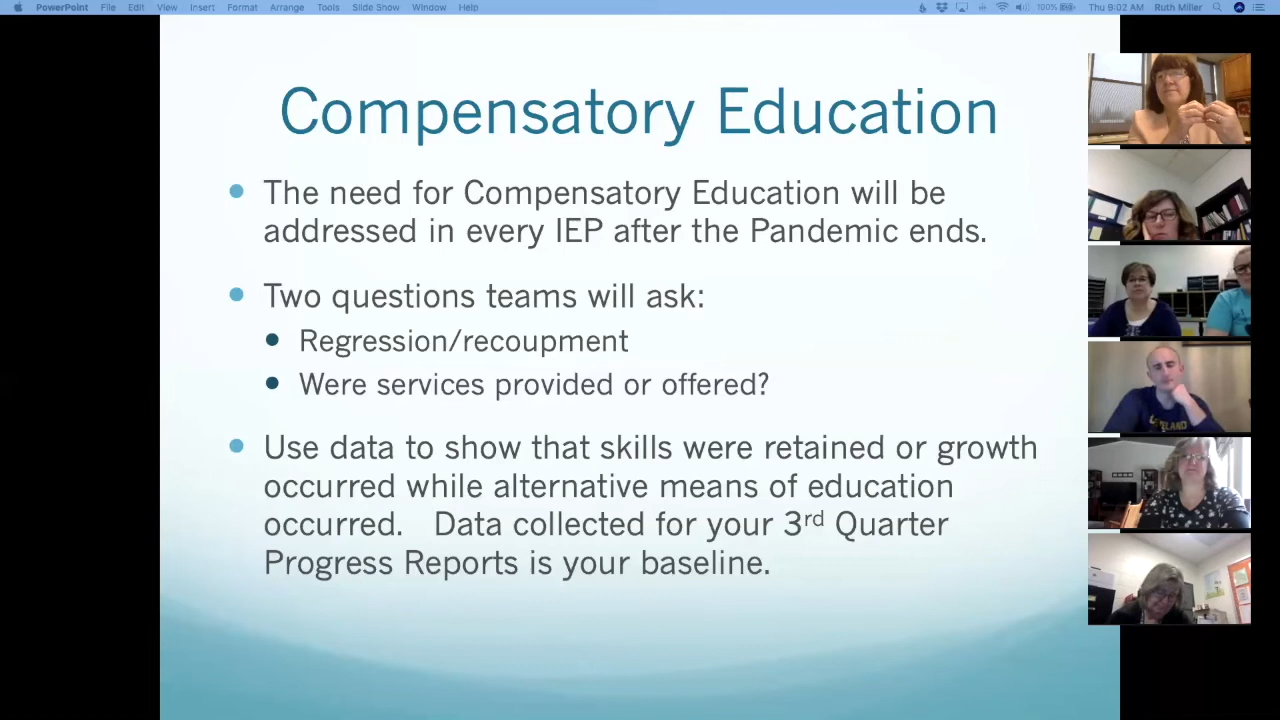 PowerPoint File Edit View Insert Format Arrange Tools Slide Show Window Help 100% Thu 9:02 AM Ruth Miller
Compensatory Education
• The need for Compensatory Education will be
addressed in every IEP after the Pandemic ends.
• Two questions teams will ask:
• Regression/recoupment
• Were services provided or offered?
• Use data to show that skills were retained or growth
occurred while alternative means of education
occurred. Data collected for your 3rd Quarter
Progress Reports is your baseline.